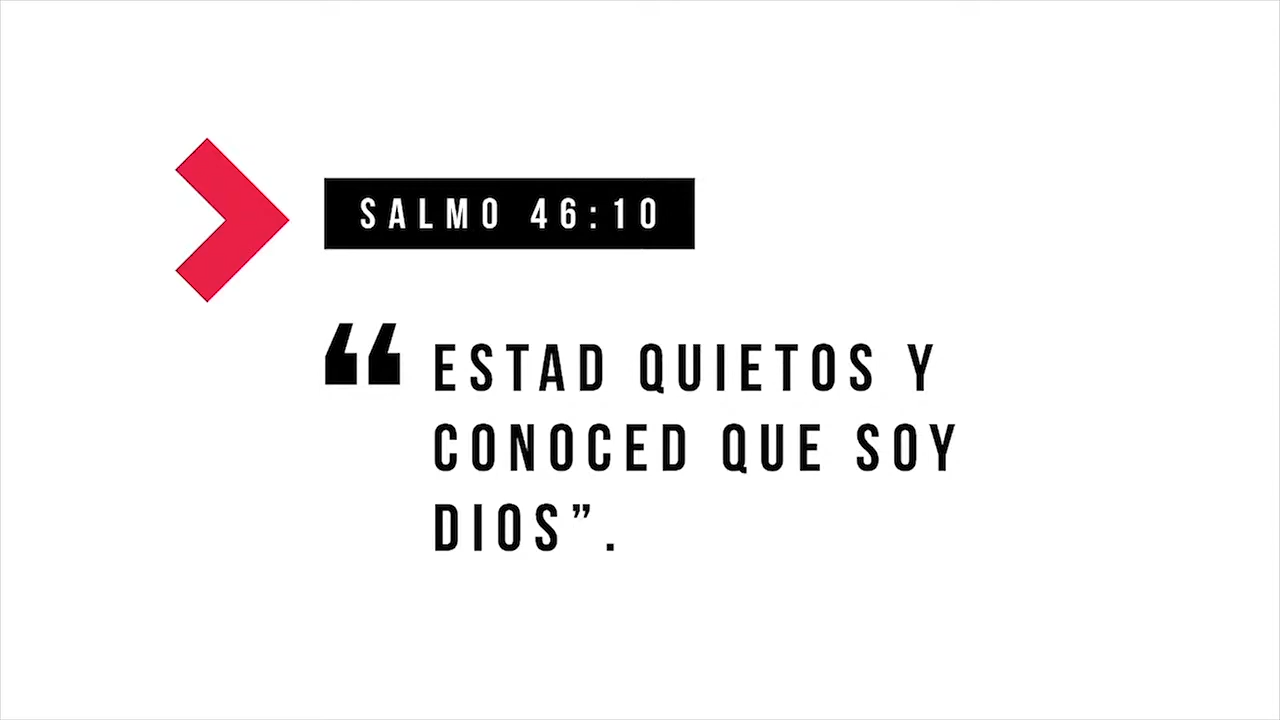 SALMO 46:10
“ESTAD QUIETOS Y
CONOCED QUE SOY
DIOS”.